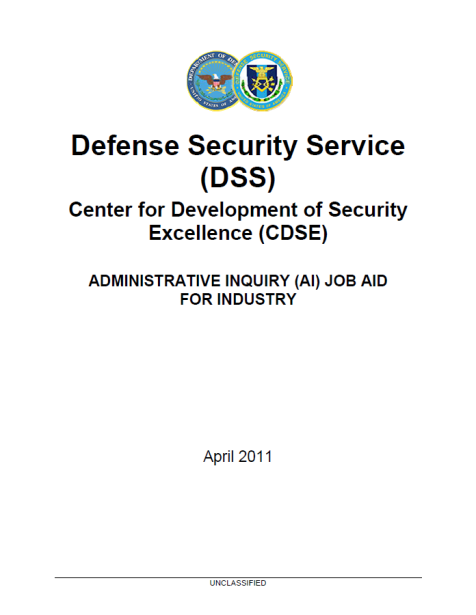 Defense Security Service
(DSS)
Center for Development of Security
Excellence (CDSE)
ADMINISTRATIVE INQUIRY (AI) JOB AID
FOR INDUSTRY
April 2011
UNCLASSIFIED